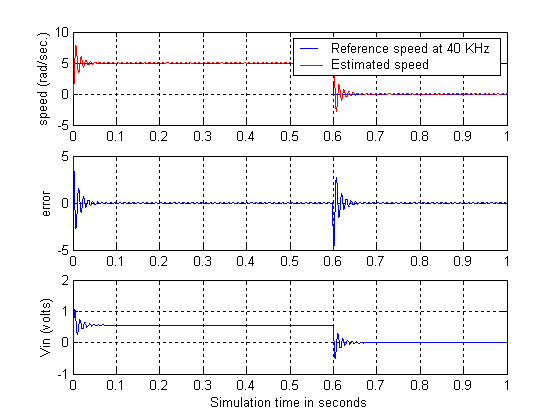 10
5
0
-5
speed (rad/sec.)
Reference speed at 40 KHz
Estimated speed
0 0.1 0.2 0.3 0.4 0.5 0.6 0.7 0.8 0.9 1
5
0
-5
error
0 0.1 0.2 0.3 0.4 0.5 0.6 0.7 0.8 0.9 1
2
1
0
-1
Vin (volts)
0 0.1 0.2 0.3 0.4 0.5 0.6 0.7 0.8 0.9 1
Simulation time in seconds